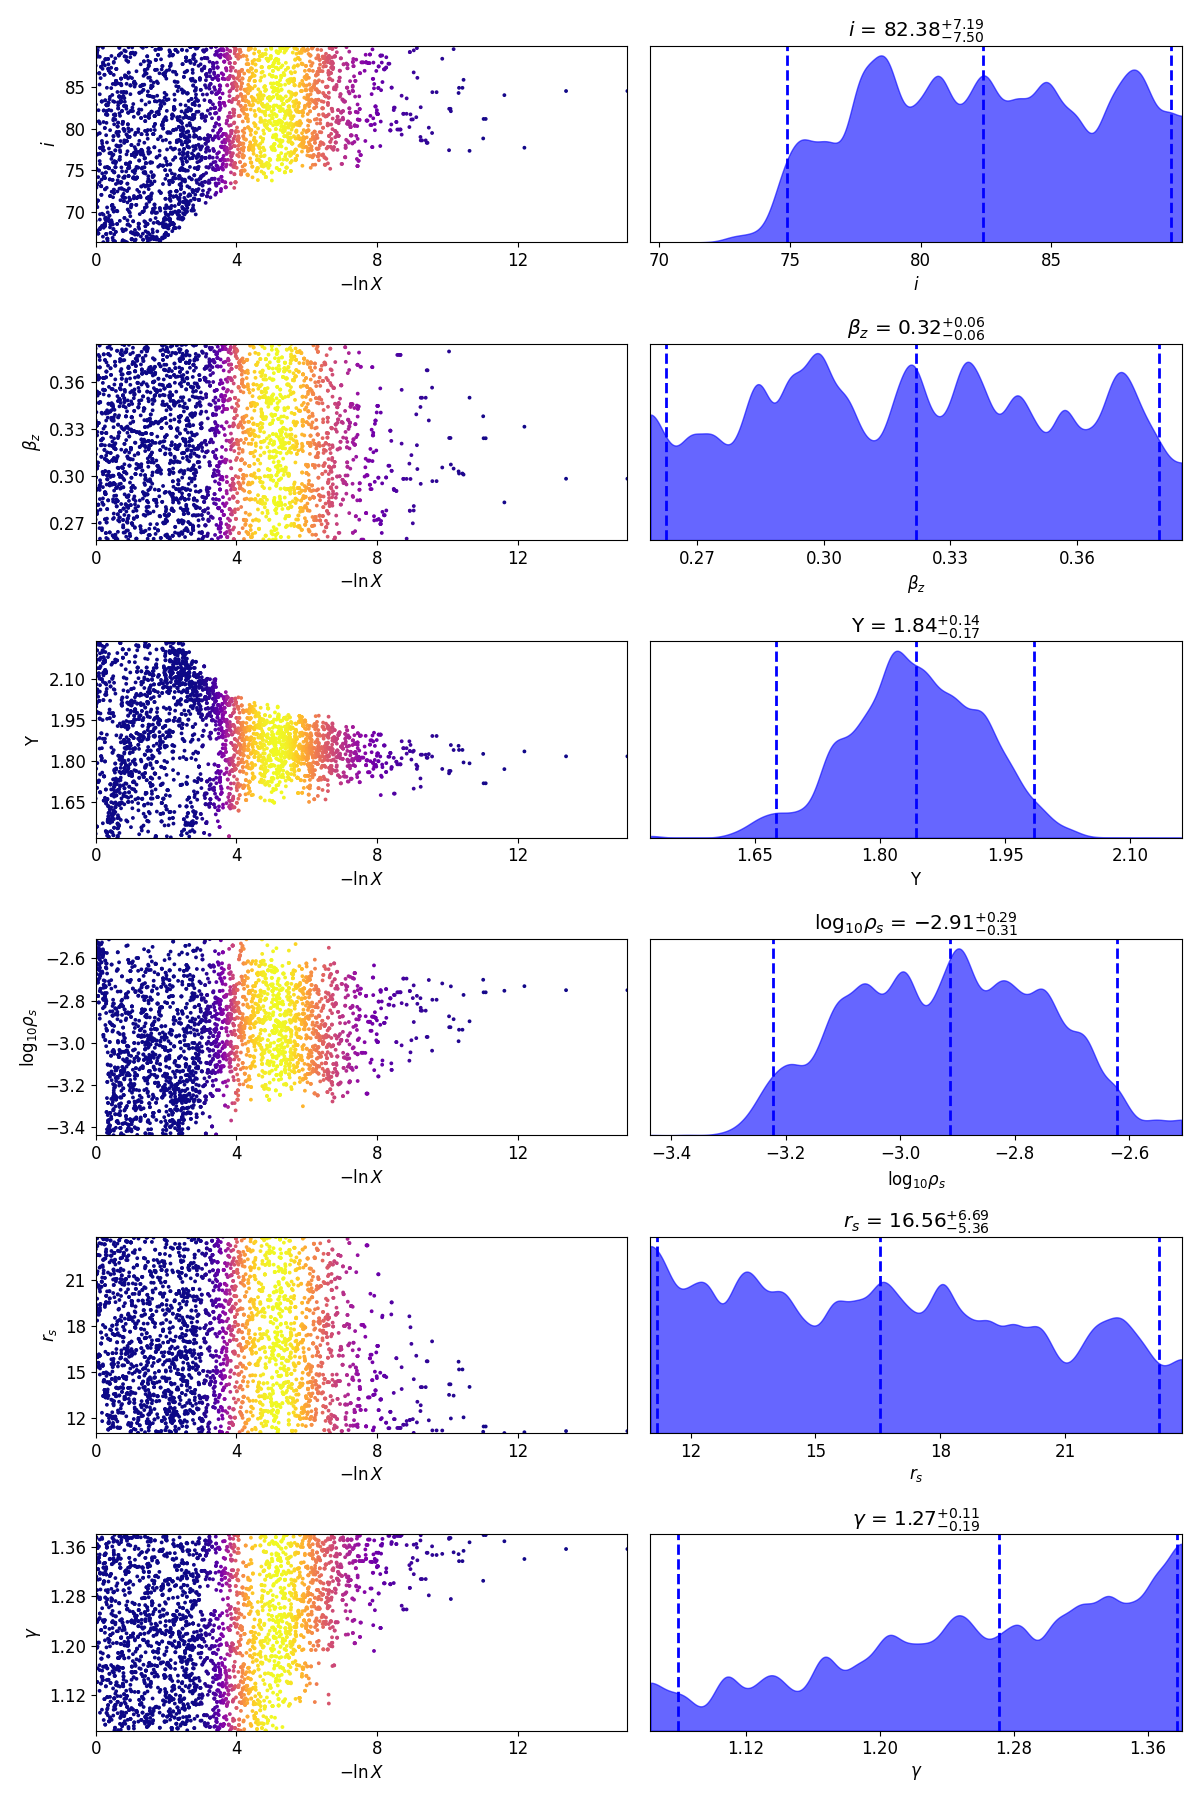 i = 82.38+7.19−7.50
85
80
75
70
i
0 4 8 12
−ln X
70 75 80 85
i
βz = 0.32+0.06−0.06
0.36
0.33
0.30
0.27
βz
0 4 8 12
−ln X
0.27 0.30 0.33 0.36
βz
Y = 1.84+0.14−0.17
2.10
1.95
1.80
1.65
Y
0 4 8 12
−ln X
1.65 1.80 1.95 2.10
Y
log10ρs = −2.91+0.29−0.31
−2.6
−2.8
−3.0
−3.2
−3.4
log10ρs
0 4 8 12
−ln X
−3.4 −3.2 −3.0 −2.8 −2.6
log10ρs
rs = 16.56+6.69−5.36
21
18
15
12
rs
0 4 8 12
−ln X
12 15 18 21
rs
γ = 1.27+0.11−0.19
1.36
1.28
1.20
1.12
γ
0 4 8 12
−ln X
1.12 1.20 1.28 1.36
γ